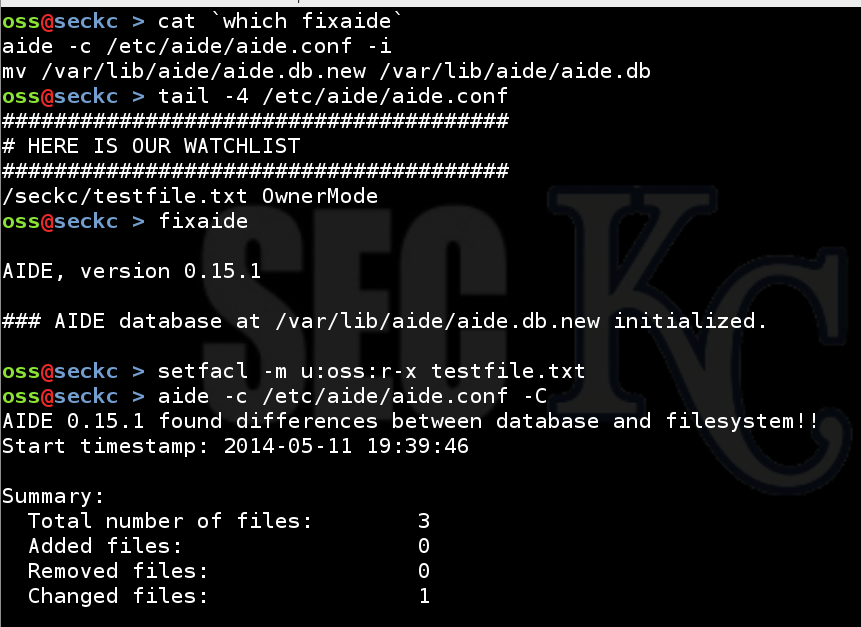 oss@seckc > cat `which fixaide`
aide -c /etc/aide/aide.conf -i
mv /var/lib/aide/aide.db.new /var/lib/aide/aide.db
oss@seckc > tail -4 /etc/aide/aide.conf
#######################################
# HERE IS OUR WATCHLIST
#######################################
/seckc/testfile.txt OwnerMode
oss@seckc > fixaide
AIDE, version 0.15.1
### AIDE database at /var/lib/aide/aide.db.new initialized.
oss@seckc > setfacl -m u:oss:r-x testfile.txt
oss@seckc > aide -c /etc/aide/aide.conf -C
AIDE 0.15.1 found differences between database and filesystem!!
Start timestamp: 2014-05-11 19:39:46
Summary:
Total number of files: 3
Added files: 0
Removed files: 0
Changed files: 1
SEC KC